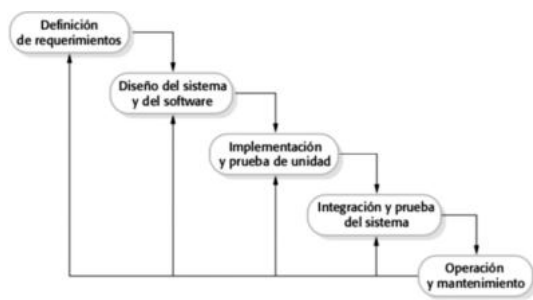 Definición
de requerimientos
Diseño del sistema
y del software
Implementación
y prueba de unidad
Integración y prueba
del sistema
Operación
y mantenimiento